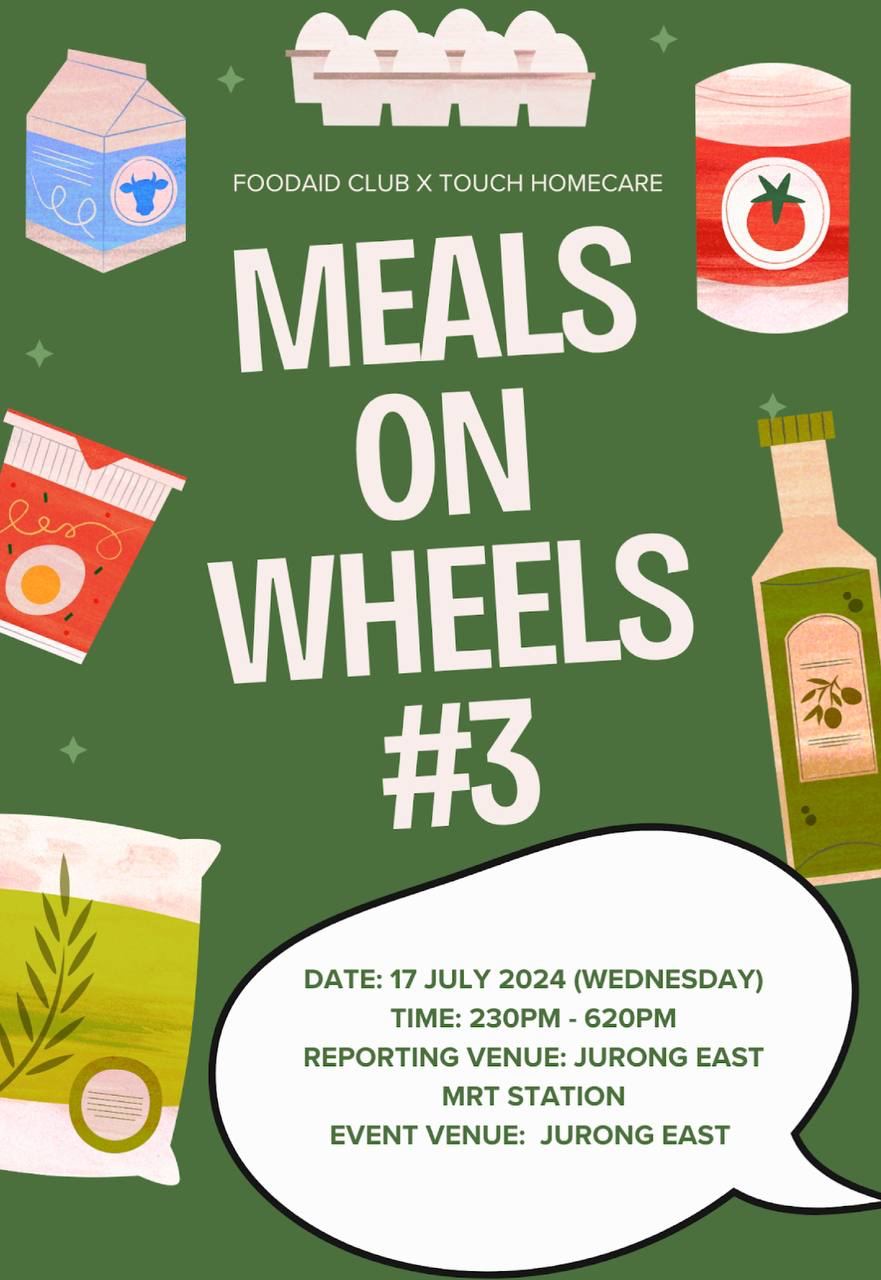 FOODAID CLUB X TOUCH HOMECARE
MEALS
ON
WHEELS
#3
DATE: 17 JULY 2024 (WEDNESDAY)
TIME: 230PM - 620PM
REPORTING VENUE: JURONG EAST
MRT STATION
EVENT VENUE:  JURONG EAST